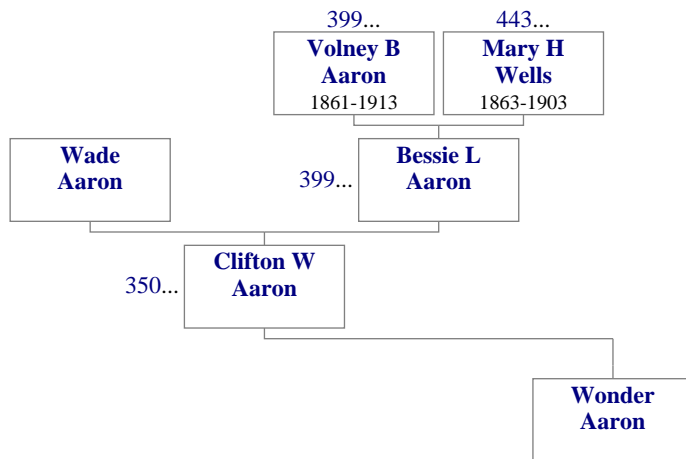 399...
443...
Volney B
Aaron
1861-1913
Mary H
Wells
1863-1903
Wade
Aaron
399...
Bessie L
Aaron
350...
Clifton W
Aaron
Wonder
Aaron